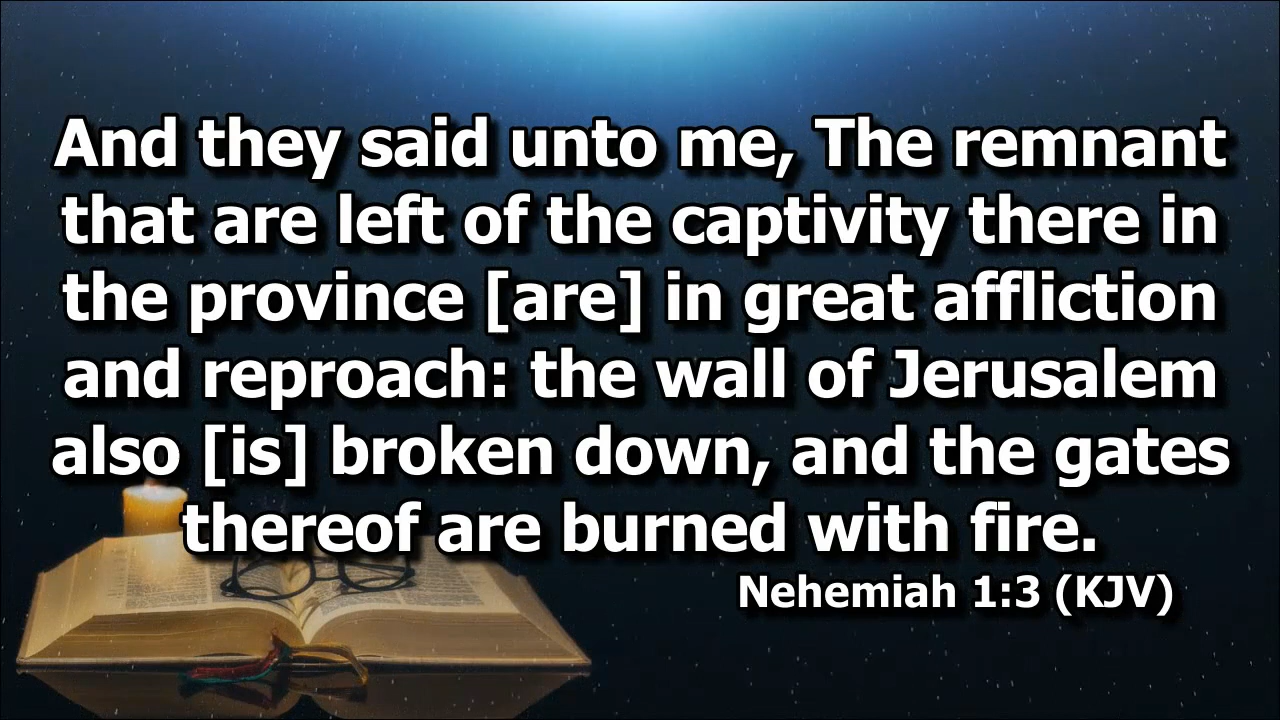 And they said unto me, The remnant
that are left of the captivity there in
the province [are] in great affliction
and reproach: the wall of Jerusalem
also [is] broken down, and the gates
thereof are burned with fire.
Nehemiah 1:3 (KJV)